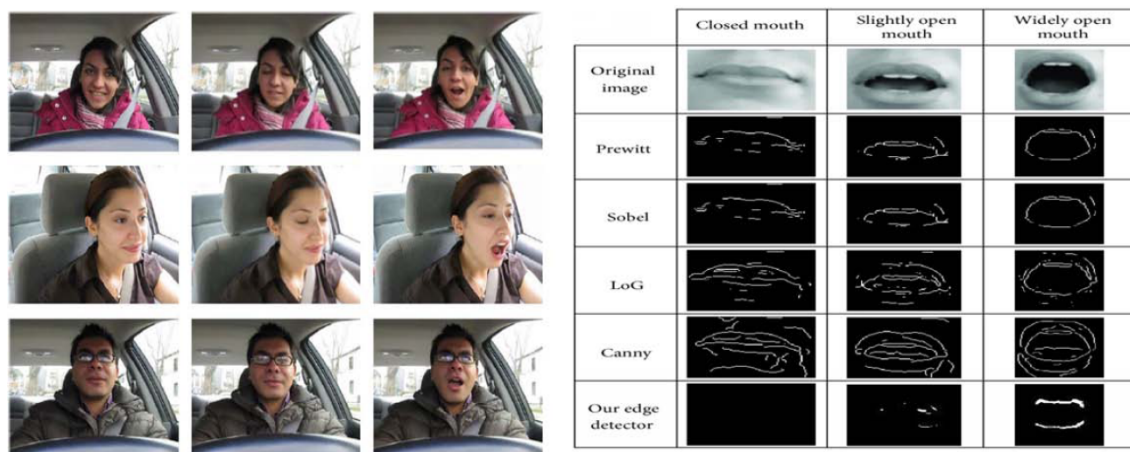 Closed mouth
Slightly open
mouth
Widely open
mouth
Original
image
Prewitt
Sobel
LoG
Canny
Our edge
detector